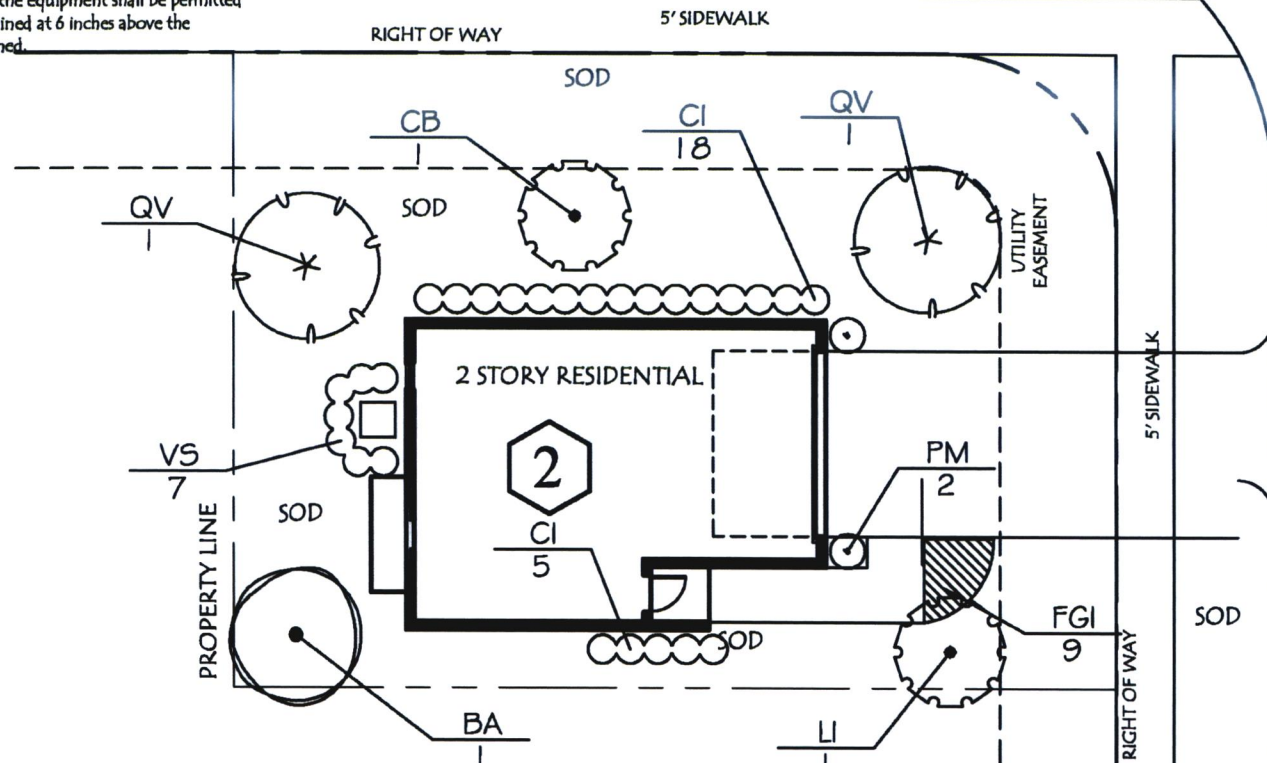 the equipment shall be permitted
ined at 6 inches above the
ned.
RIGHT OF WAY
5' SIDEWALK
SOD
CB
1
CI
18
QV
1
QV
1
SOD
UTILITY
EASEMENT
2 STORY RESIDENTIAL
5' SIDEWALK
VS
7
2
PM
2
SOD
PROPERTY LINE
CI
5
SOD
FGI
9
SOD
RIGHT OF WAY
BA
1
LI
1